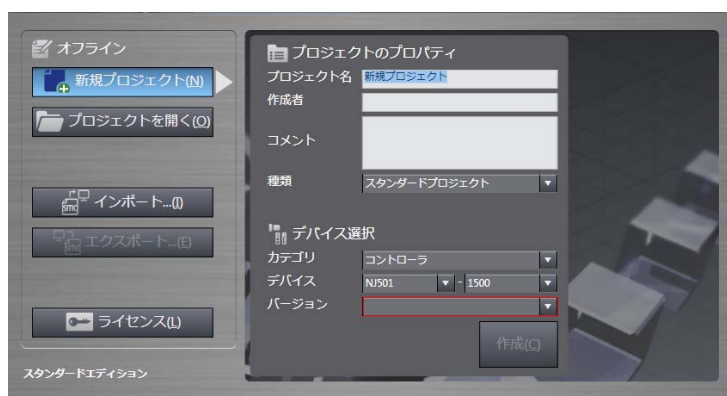 オフライン
新規プロジェクト(N)
プロジェクトを開く(O)
インポート...(I)
エクスポート...(E)
ライセンス(L)
スタンダードエディション
プロジェクトのプロパティ
プロジェクト名 新規プロジェクト
作成者
コメント
種類 スタンダードプロジェクト
デバイス選択
カテゴリ コントローラ
デバイス NJ501 - 1500
バージョン
作成(C)